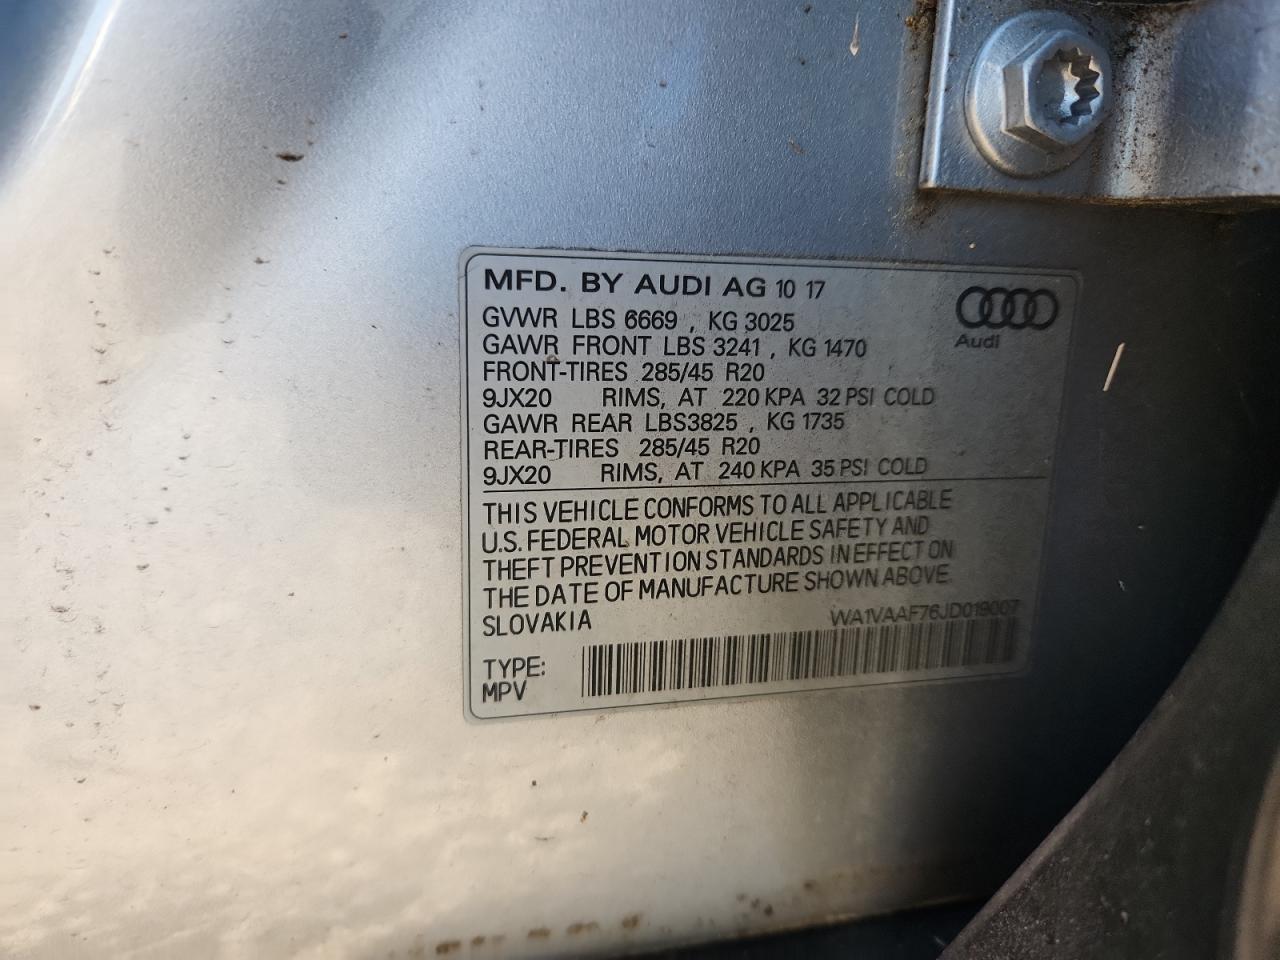 MFD. BY AUDI AG 10 17
GVWR LBS 6669 , KG 3025
GAWR FRONT LBS 3241 , KG 1470
FRONT-TIRES 285/45 R20
9JX20 RIMS, AT 220 KPA 32 PSI COLD
GAWR REAR LBS3825 , KG 1735
REAR-TIRES 285/45 R20
9JX20 RIMS, AT 240 KPA 35 PSI COLD
Audi
THIS VEHICLE CONFORMS TO ALL APPLICABLE
U.S. FEDERAL MOTOR VEHICLE SAFETY AND
THEFT PREVENTION STANDARDS IN EFFECT ON
THE DATE OF MANUFACTURE SHOWN ABOVE.
SLOVAKIA WA1VAAF76JD019007
TYPE:
MPV